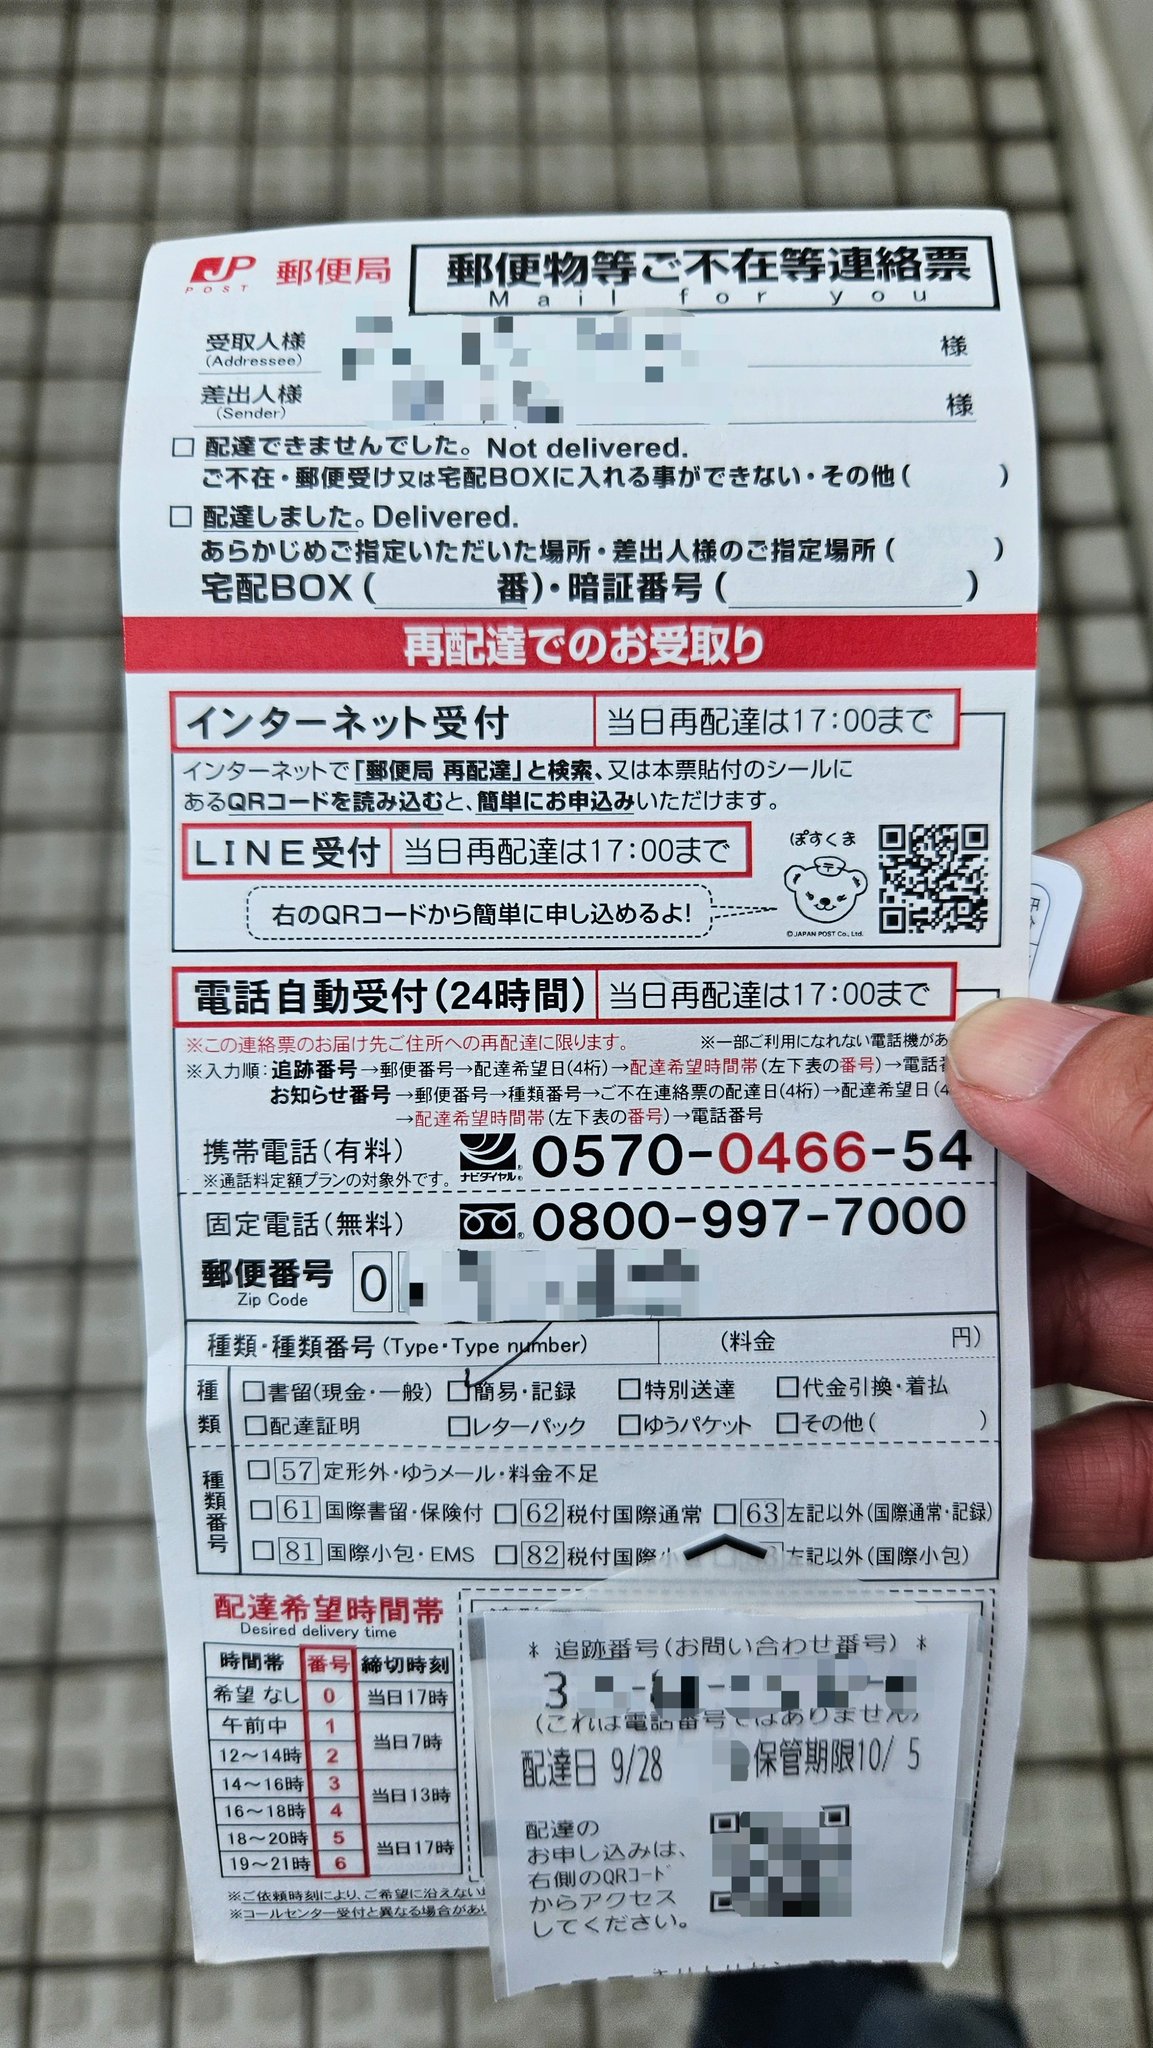 JP POST 郵便局
郵便物等ご不在等連絡票
Mail for you
受取人様
(Addressee)
様
差出人様
(Sender)
様
□ 配達できませんでした。 Not delivered.
ご不在・郵便受け又は宅配BOXに入れる事ができない・その他( )
□ 配達しました。Delivered.
あらかじめご指定いただいた場所・差出人様のご指定場所( )
宅配BOX( 番)・暗証番号( )
再配達でのお受取り
インターネット受付 当日再配達は17:00まで
インターネットで「郵便局 再配達」と検索、又は本票貼付のシールに
あるQRコードを読み込むと、簡単にお申込みいただけます。
LINE受付 当日再配達は17:00まで
ぽすくま
右のQRコードから簡単に申し込めるよ!
©JAPAN POST Co., Ltd.
電話自動受付(24時間) 当日再配達は17:00まで
※この連絡票のお届け先ご住所への再配達に限ります。 ※一部ご利用になれない電話機があ
※入力順:追跡番号→郵便番号→配達希望日(4桁)→配達希望時間帯(左下表の番号)→電話
お知らせ番号→郵便番号→種類番号→ご不在連絡票の配達日(4桁)→配達希望日(4
→配達希望時間帯(左下表の番号)→電話番号
携帯電話(有料) ナビダイヤル® 0570-0466-54
※通話料定額プランの対象外です。
固定電話(無料) 0800-997-7000
郵便番号
Zip Code
0
種類・種類番号(Type・Type number) (料金 円)
種類
□書留(現金・一般) □簡易・記録 □特別送達 □代金引換・着払
□配達証明 □レターパック □ゆうパケット □その他( )
種類番号
□57 定形外・ゆうメール・料金不足
□61 国際書留・保険付 □62 税付国際通常 □63 左記以外(国際通常・記録)
□81 国際小包・EMS □82 税付国際小 左記以外(国際小包)
配達希望時間帯
Desired delivery time
時間帯 番号 締切時刻
希望なし 0 当日17時
午前中 1 当日7時
12〜14時 2
14〜16時 3 当日13時
16〜18時 4
18〜20時 5 当日17時
19〜21時 6
※ご依頼時刻により、ご希望に沿えない
※コールセンター受付と異なる場合があ
* 追跡番号(お問い合わせ番号) *
3
(これは電話番号ではありません)
配達日 9/28 保管期限10/ 5
配達の
お申し込みは、
右側のQRコード
からアクセス
してください。